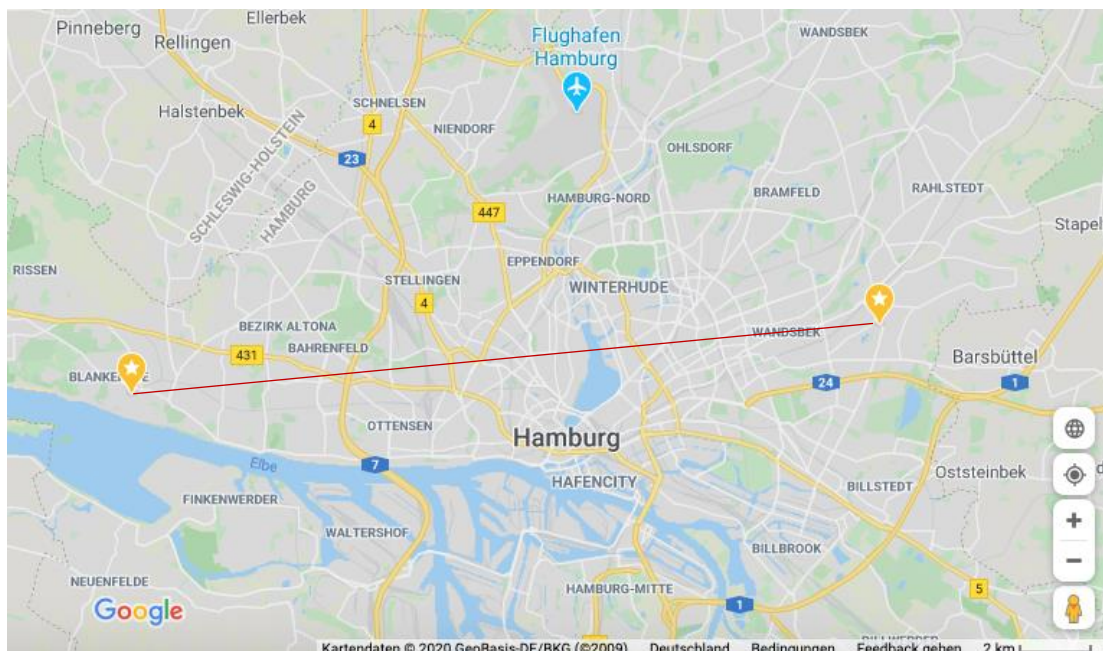 Ellerbek
Pinneberg
Rellingen
Flughafen
Hamburg
WANDSBEK
Halstenbek
SCHNELSEN
4
NIENDORF
OHLSDORF
23
SCHLESWIG-HOLSTEIN
HAMBURG
HAMBURG-NORD
BRAMFELD
RAHLSTEDT
447
Stapel
RISSEN
STELLINGEN
EPPENDORF
WINTERHUDE
4
BEZIRK ALTONA
BAHRENFELD
431
WANDSBEK
Barsbüttel
24
1
OTTENSEN
Hamburg
7
Elbe
HAFENCITY
Oststeinbek
FINKENWERDER
BILLSTEDT
WALTERSHOF
BILLBROOK
NEUENFELDE
HAMBURG-MITTE
5
1
Google
Kartendaten © 2020 GeoBasis-DE/BKG (©2009) Deutschland Bedingungen Feedback geben 2 km